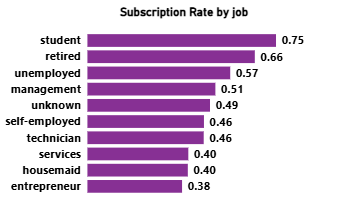 Subscription Rate by job
student 0.75
retired 0.66
unemployed 0.57
management 0.51
unknown 0.49
self-employed 0.46
technician 0.46
services 0.40
housemaid 0.40
entrepreneur 0.38